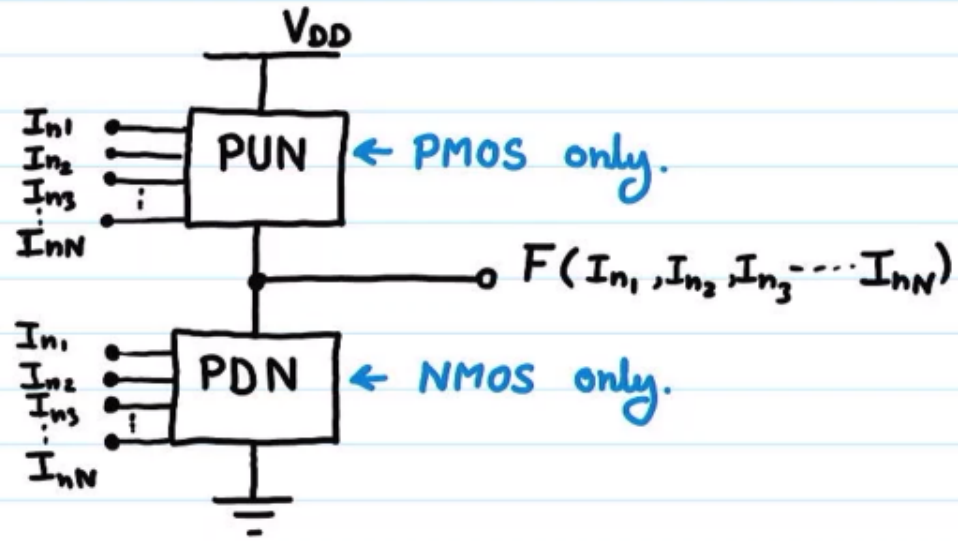 VDD
In1
In2
In3
InN
PUN
← PMOS only.
F(In1, In2, In3----InN)
In1
In2
In3
InN
PDN
← NMOS only.